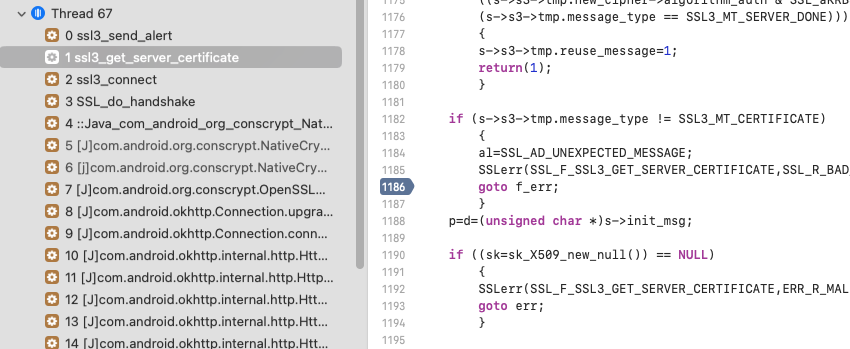 Thread 67
0 ssl3_send_alert
1 ssl3_get_server_certificate
2 ssl3_connect
3 SSL_do_handshake
4 ::Java_com_android_org_conscrypt_Nat...
5 [J]com.android.org.conscrypt.NativeCry...
6 [j]com.android.org.conscrypt.NativeCry...
7 [J]com.android.org.conscrypt.OpenSSL...
8 [J]com.android.okhttp.Connection.upgra...
9 [J]com.android.okhttp.Connection.conn...
10 [J]com.android.okhttp.internal.http.Htt...
11 [J]com.android.okhttp.internal.http.Http...
12 [J]com.android.okhttp.internal.http.Htt...
13 [J]com.android.okhttp.internal.http.Htt...
14 [J]com.android.okhttp.internal.http.Htt...
1175 ((s->s3->tmp.new_cipher->algorithm_auth & SSL_aKRB
1176 (s->s3->tmp.message_type == SSL3_MT_SERVER_DONE)))
1177 {
1178 s->s3->tmp.reuse_message=1;
1179 return(1);
1180 }
1181
1182 if (s->s3->tmp.message_type != SSL3_MT_CERTIFICATE)
1183 {
1184 al=SSL_AD_UNEXPECTED_MESSAGE;
1185 SSLerr(SSL_F_SSL3_GET_SERVER_CERTIFICATE,SSL_R_BAD_
1186 goto f_err;
1187 }
1188 p=d=(unsigned char *)s->init_msg;
1189
1190 if ((sk=sk_X509_new_null()) == NULL)
1191 {
1192 SSLerr(SSL_F_SSL3_GET_SERVER_CERTIFICATE,ERR_R_MAL
1193 goto err;
1194 }
1195